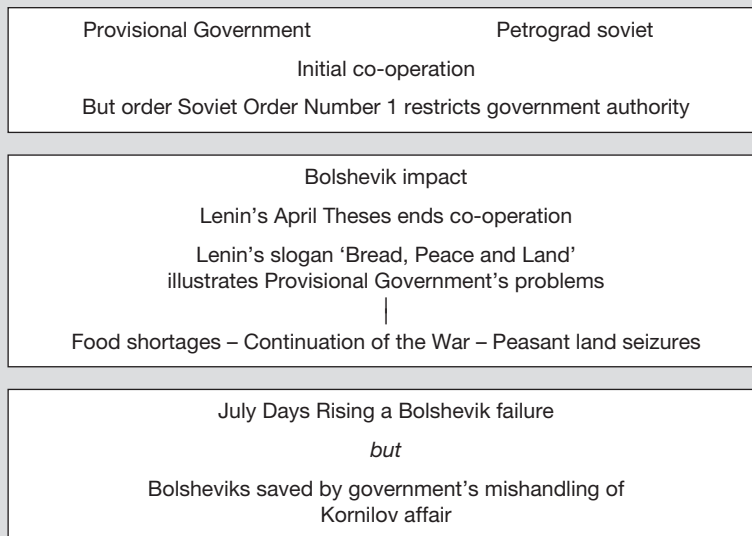 Provisional Government Petrograd soviet
Initial co-operation
But order Soviet Order Number 1 restricts government authority
Bolshevik impact
Lenin's April Theses ends co-operation
Lenin's slogan ‘Bread, Peace and Land’
illustrates Provisional Government's problems
Food shortages – Continuation of the War – Peasant land seizures
July Days Rising a Bolshevik failure
but
Bolsheviks saved by government's mishandling of
Kornilov affair